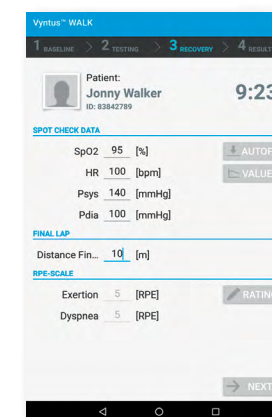 Vyntus™ WALK
1 BASELINE > 2 TESTING > 3 RECOVERY > 4 RESULT
Patient:
Jonny Walker
ID: 83842789
9:23
SPOT CHECK DATA
SpO2 95 [%]
AUTOF
HR 100 [bpm]
VALUE
Psys 140 [mmHg]
Pdia 100 [mmHg]
FINAL LAP
Distance Fin... 10 [m]
RPE-SCALE
Exertion 5 [RPE]
RATING
Dyspnea 5 [RPE]
NEXT